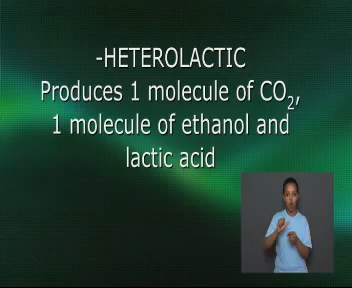 -HETEROLACTIC
Produces 1 molecule of CO₂,
1 molecule of ethanol and
lactic acid